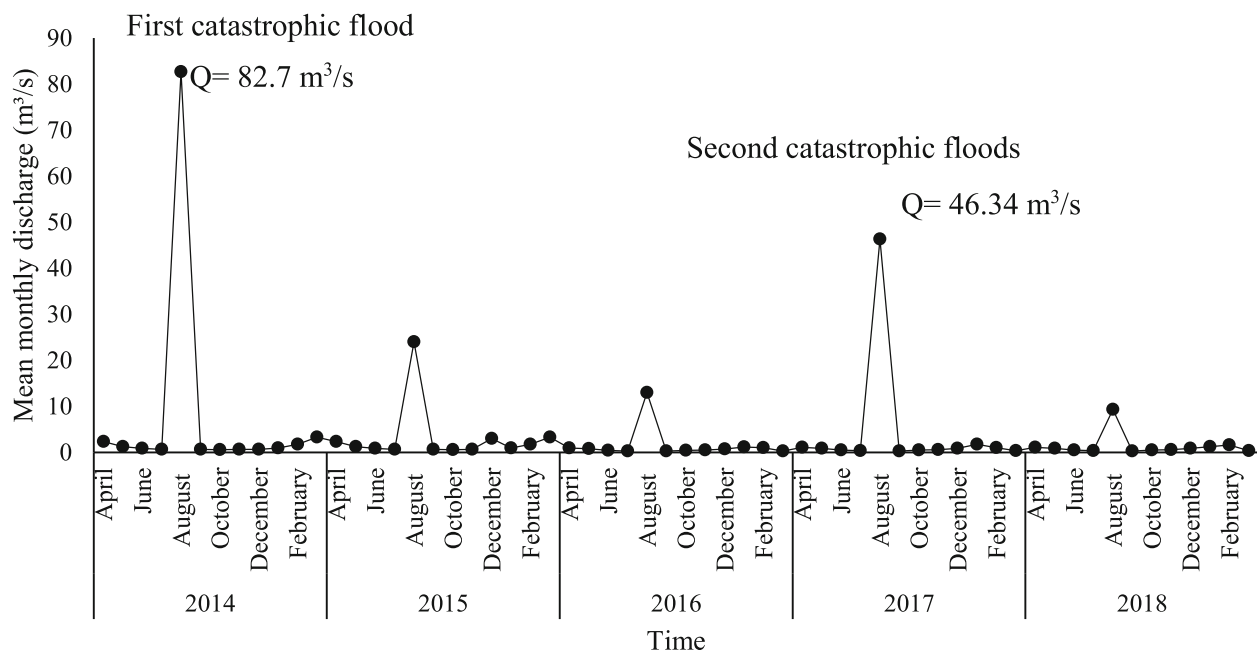 First catastrophic flood
Q= 82.7 m³/s
Second catastrophic floods
Q= 46.34 m³/s
Mean monthly discharge (m³/s)
90
80
70
60
50
40
30
20
10
0
April
June
August
October
December
February
April
June
August
October
December
February
April
June
August
October
December
February
April
June
August
October
December
February
April
June
August
October
December
February
2014
2015
2016
2017
2018
Time